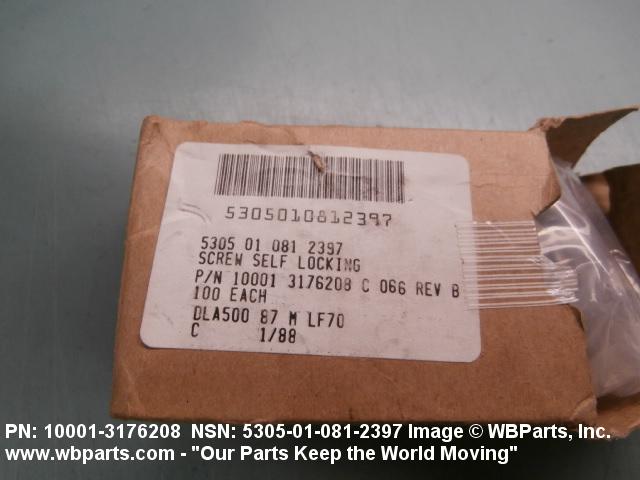 5305010812397
5305 01 081 2397
SCREW SELF LOCKING
P/N 10001 3176208 C 066 REV B
100 EACH
DLA500 87 M LF70
C 1/88
PN: 10001-3176208 NSN: 5305-01-081-2397 Image © WBParts, Inc.
www.wbparts.com - "Our Parts Keep the World Moving"